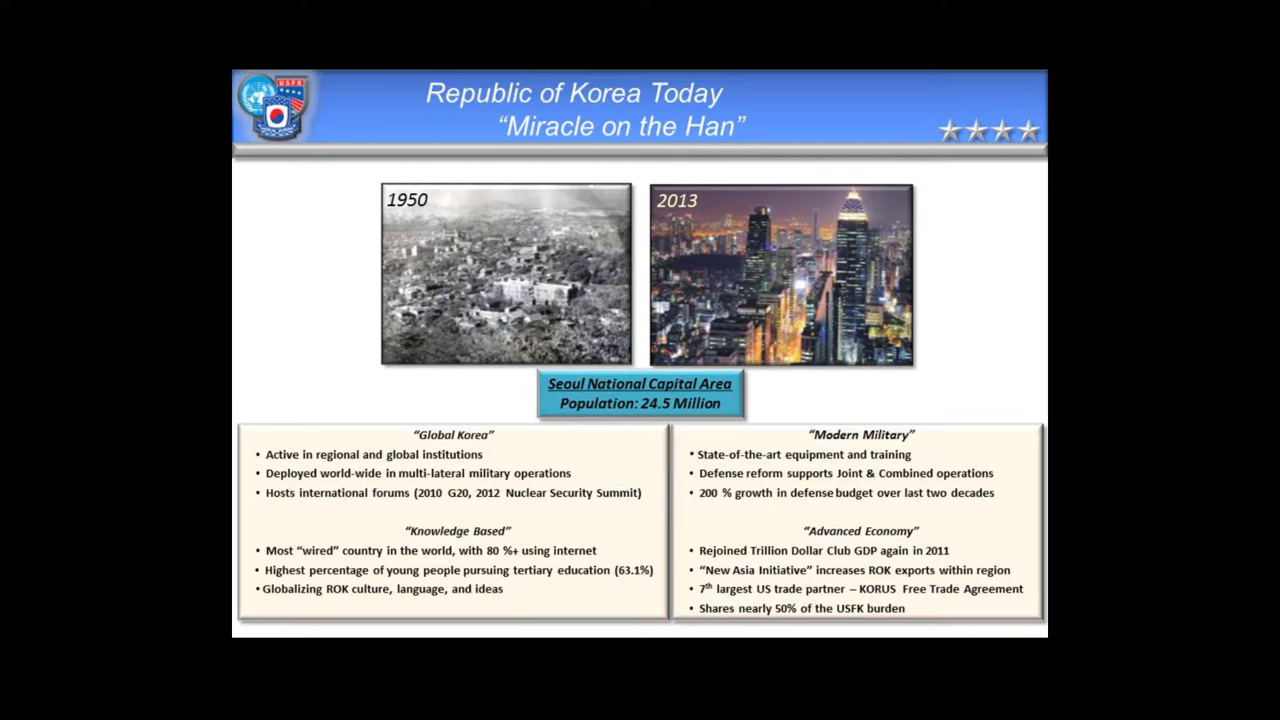 USFK
Republic of Korea Today
“Miracle on the Han”
1950
2013
Seoul National Capital Area
Population: 24.5 Million
“Global Korea”
• Active in regional and global institutions
• Deployed world-wide in multi-lateral military operations
• Hosts international forums (2010 G20, 2012 Nuclear Security Summit)
“Knowledge Based”
• Most “wired” country in the world, with 80 %+ using internet
• Highest percentage of young people pursuing tertiary education (63.1%)
• Globalizing ROK culture, language, and ideas
“Modern Military”
• State-of-the-art equipment and training
• Defense reform supports Joint & Combined operations
• 200 % growth in defense budget over last two decades
“Advanced Economy”
• Rejoined Trillion Dollar Club GDP again in 2011
• “New Asia Initiative” increases ROK exports within region
• 7th largest US trade partner – KORUS Free Trade Agreement
• Shares nearly 50% of the USFK burden